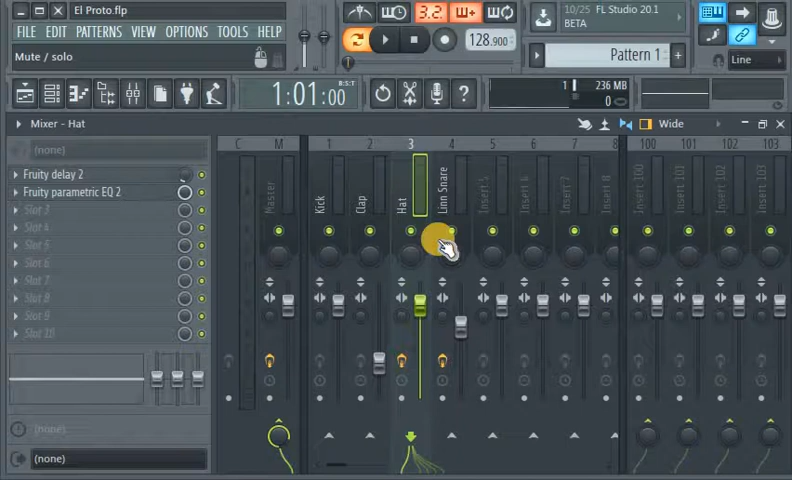 El Proto.flp
FILE EDIT PATTERNS VIEW OPTIONS TOOLS HELP
Mute / solo
3.2
128.900
10/25 FL Studio 20.1
BETA
Pattern 1
Line
1:01:00
B:S:T
1
236 MB
0
Mixer - Hat
Wide
(none)
Fruity delay 2
Fruity parametric EQ 2
Slot 3
Slot 4
Slot 5
Slot 6
Slot 7
Slot 8
Slot 9
Slot 10
(none)
(none)
C M 1 2 3 4 5 6 7 8 100 101 102 103
Master
Kick
Clap
Hat
Linn Snare
Insert 5
Insert 6
Insert 7
Insert 8
Insert 100
Insert 101
Insert 102
Insert 103